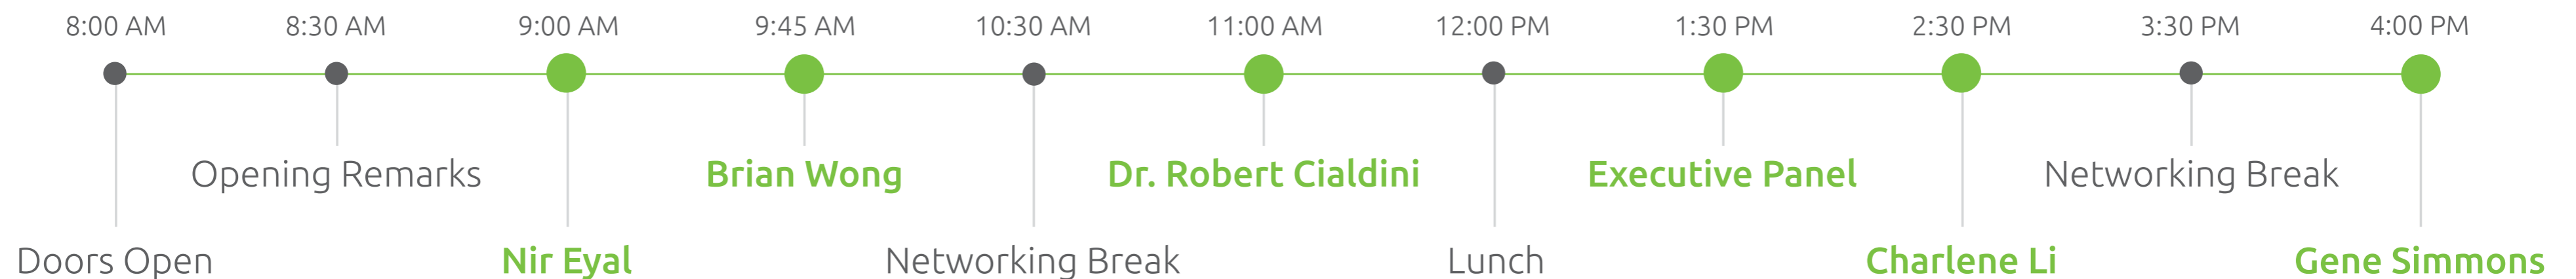 8:00 AM 8:30 AM 9:00 AM 9:45 AM 10:30 AM 11:00 AM 12:00 PM 1:30 PM 2:30 PM 3:30 PM 4:00 PM
Opening Remarks Brian Wong Dr. Robert Cialdini Executive Panel Networking Break
Doors Open Nir Eyal Networking Break Lunch Charlene Li Gene Simmons